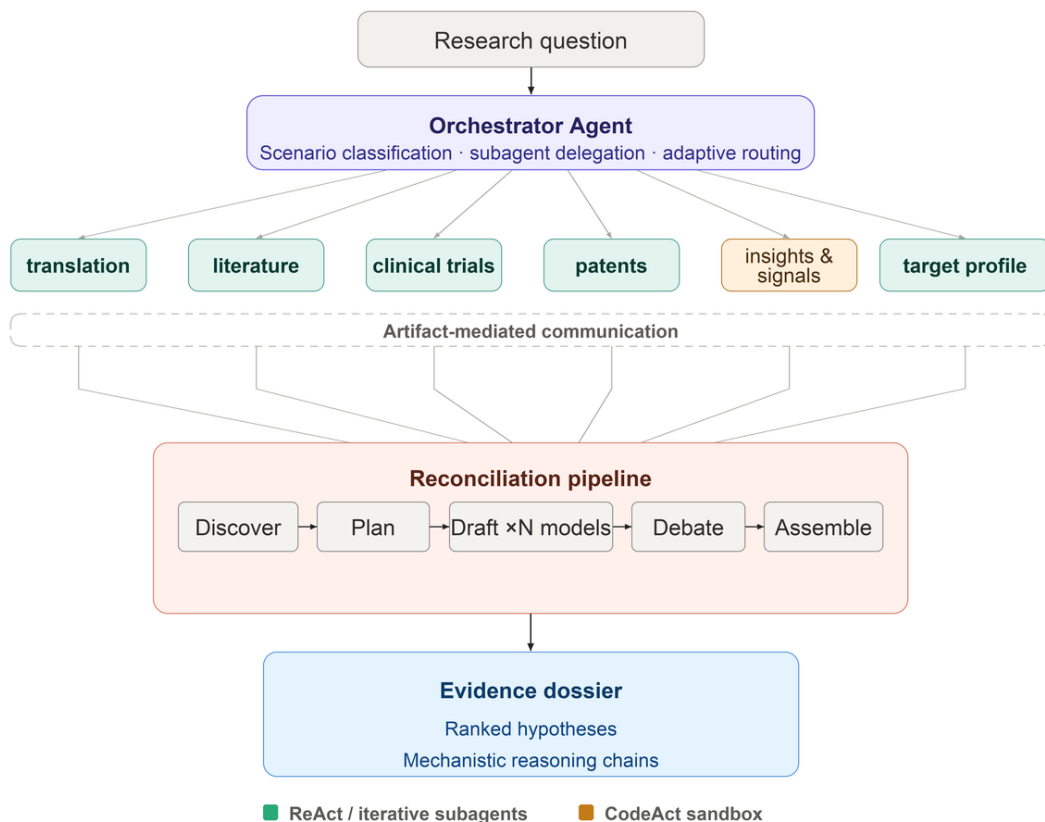 Research question
Orchestrator Agent
Scenario classification · subagent delegation · adaptive routing
translation
literature
clinical trials
patents
insights &
signals
target profile
Artifact-mediated communication
Reconciliation pipeline
Discover
Plan
Draft ×N models
Debate
Assemble
Evidence dossier
Ranked hypotheses
Mechanistic reasoning chains
ReAct / iterative subagents
CodeAct sandbox